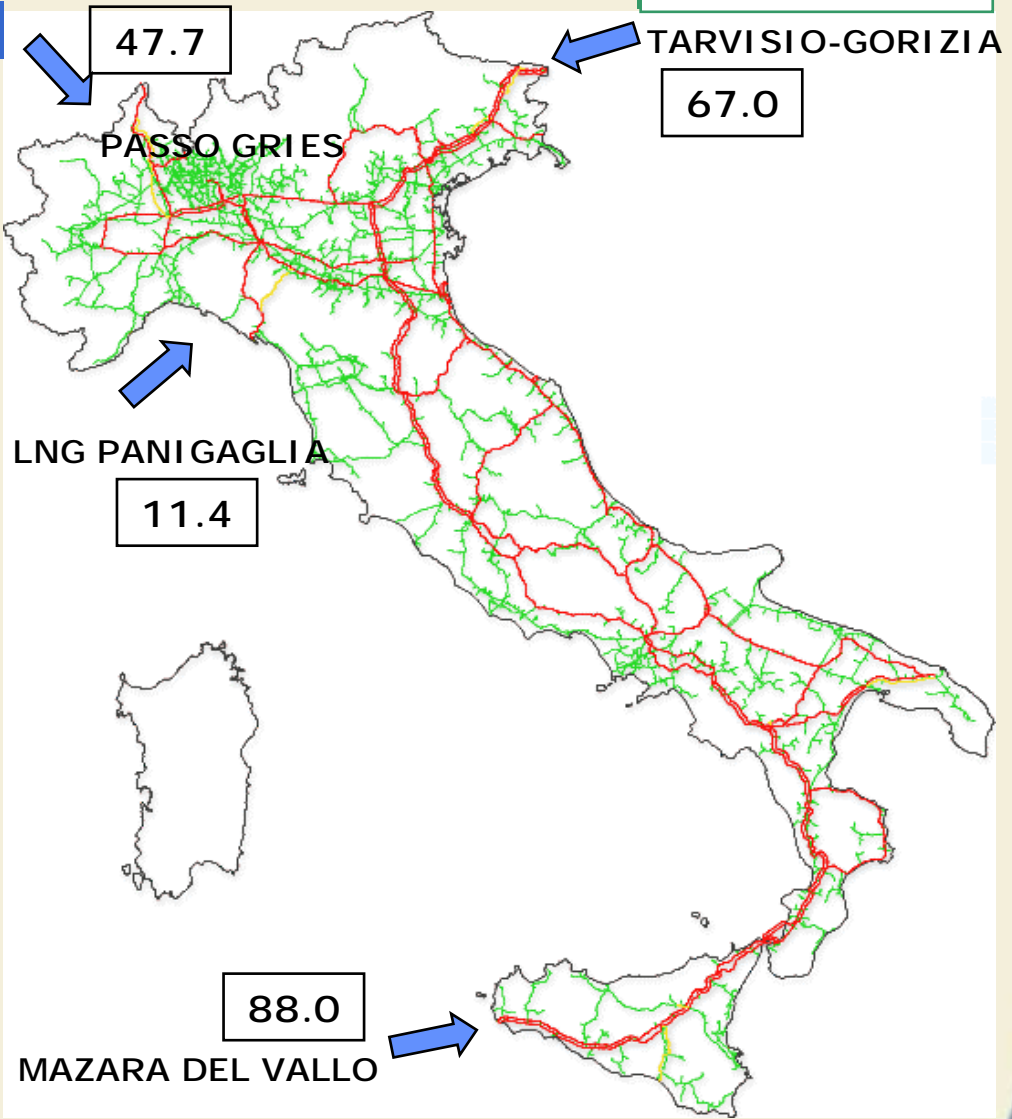 47.7
TARVISIO-GORIZIA
67.0
PASSO GRIES
LNG PANIGAGLIA
11.4
88.0
MAZARA DEL VALLO